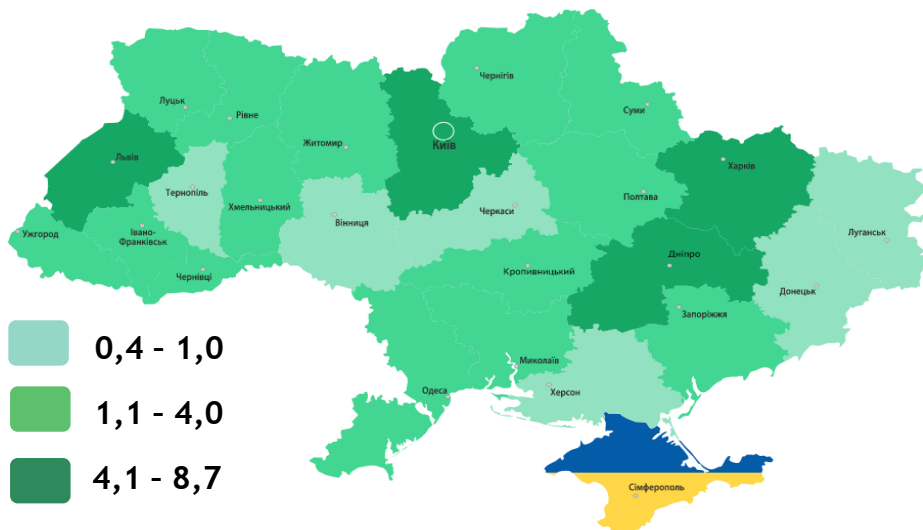 Чернігів
Луцьк
Рівне
Суми
Житомир
Київ
Львів
Харків
Тернопіль
Хмельницький
Вінниця
Черкаси
Полтава
Ужгород
Івано-
Франківськ
Чернівці
Кропивницький
Дніпро
Луганськ
Донецьк
Запоріжжя
Миколаїв
Одеса
Херсон
Сімферополь
0,4 - 1,0
1,1 - 4,0
4,1 - 8,7